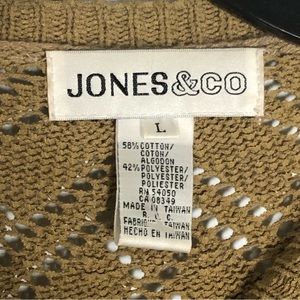 JONES&CO
L
58% COTTON/
COTON/
ALGODON
42% POLYESTER/
POLYESTER/
POLIESTER
RN 54050
CA 08349
MADE IN TAIWAN
R. O. C.
TAIWAN
HECHO EN TAIWAN